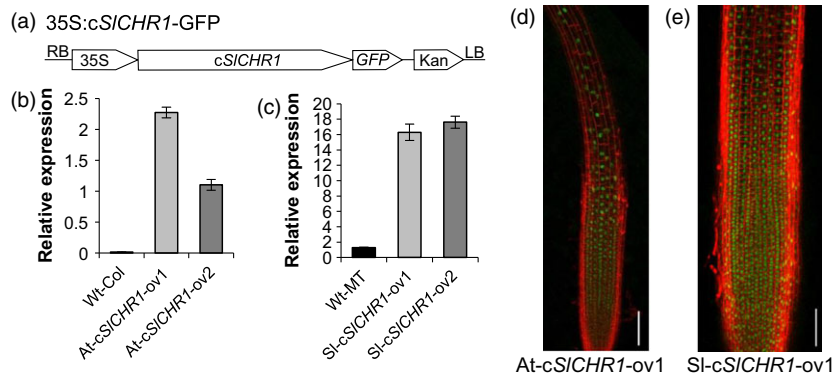 (a) 35S:cSlCHR1-GFP
RB 35S cSlCHR1 GFP Kan LB
(b)
Relative expression
2.5
2
1.5
1
0.5
0
Wt-Col
At-cSlCHR1-ov1
At-cSlCHR1-ov2
(c)
Relative expression
20
18
16
14
12
10
8
6
4
2
0
Wt-MT
Sl-cSlCHR1-ov1
Sl-cSlCHR1-ov2
(d)
At-cSlCHR1-ov1
(e)
Sl-cSlCHR1-ov1